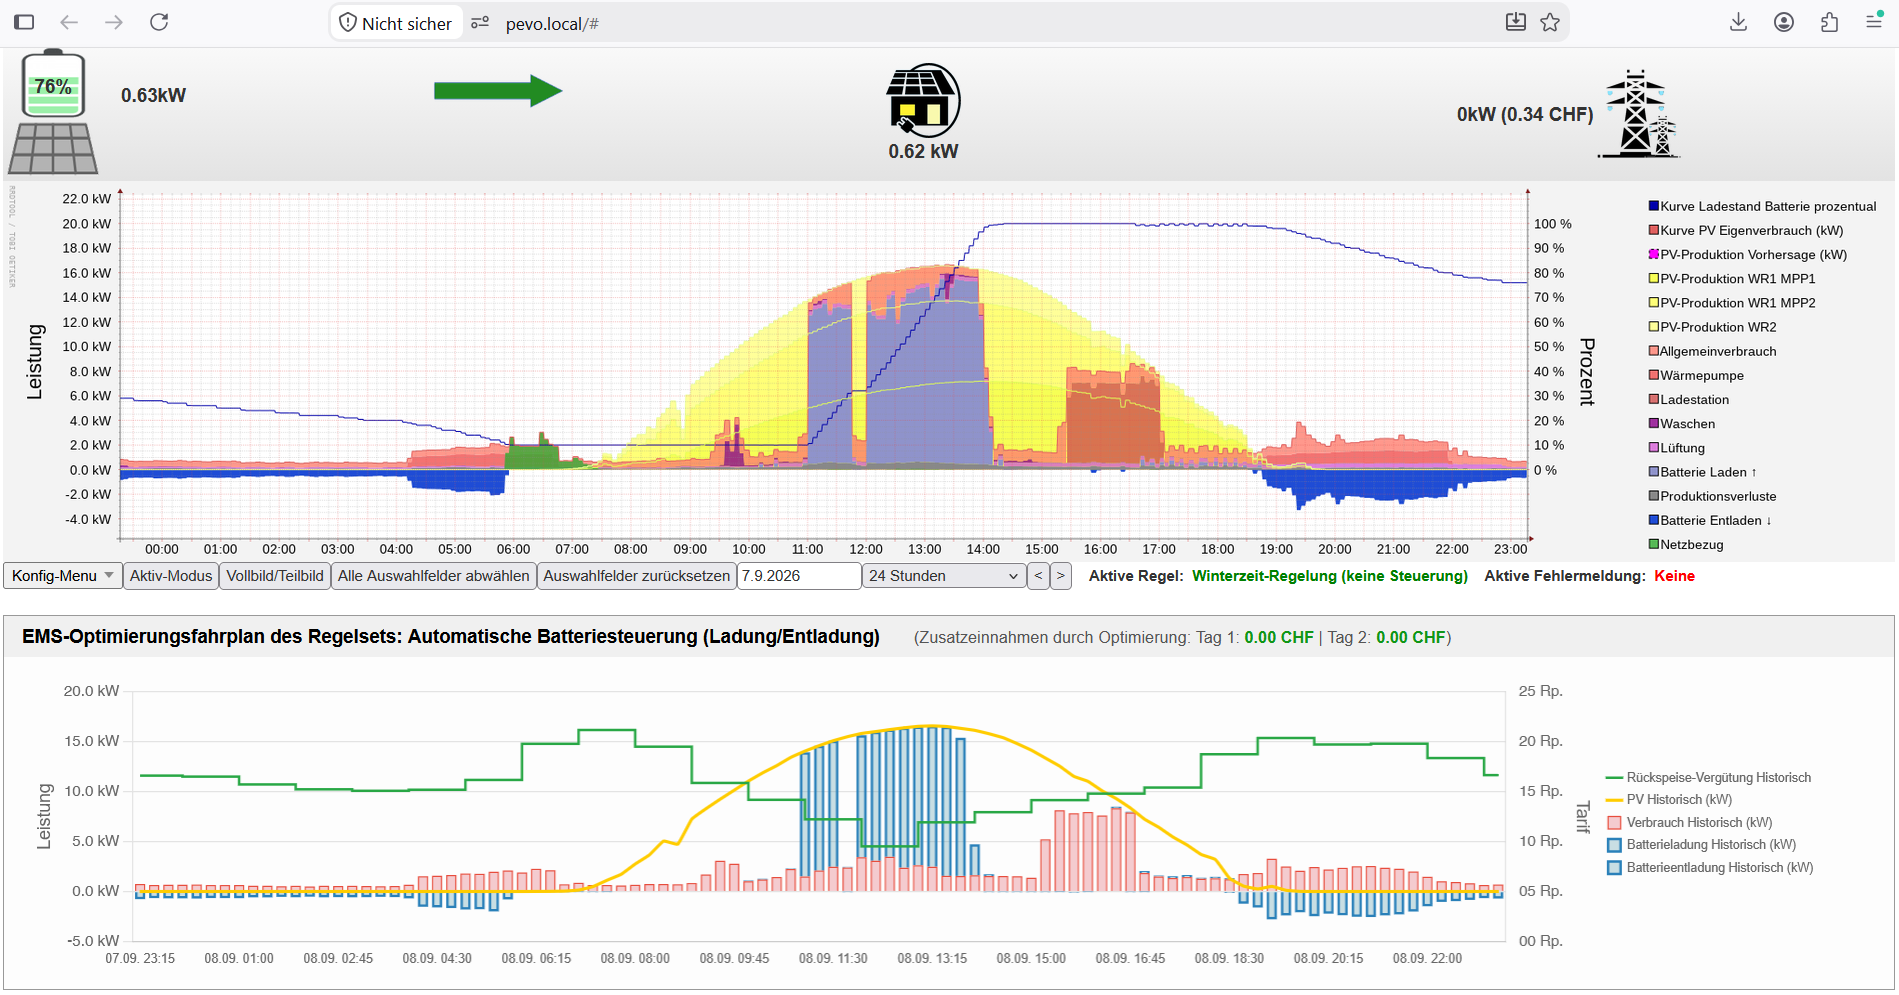 Nicht sicher
pevo.local/#
76%
0.63kW
0.62 kW
0kW (0.34 CHF)
RRDTOOL / TOBI OETIKER
Leistung
22.0 kW
20.0 kW
18.0 kW
16.0 kW
14.0 kW
12.0 kW
10.0 kW
8.0 kW
6.0 kW
4.0 kW
2.0 kW
0.0 kW
-2.0 kW
-4.0 kW
100 %
90 %
80 %
70 %
60 %
50 %
40 %
30 %
20 %
10 %
0 %
Prozent
00:00 01:00 02:00 03:00 04:00 05:00 06:00 07:00 08:00 09:00 10:00 11:00 12:00 13:00 14:00 15:00 16:00 17:00 18:00 19:00 20:00 21:00 22:00 23:00
Kurve Ladestand Batterie prozentual
Kurve PV Eigenverbrauch (kW)
PV-Produktion Vorhersage (kW)
PV-Produktion WR1 MPP1
PV-Produktion WR1 MPP2
PV-Produktion WR2
Allgemeinverbrauch
Wärmepumpe
Ladestation
Waschen
Lüftung
Batterie Laden ↑
Produktionsverluste
Batterie Entladen ↓
Netzbezug
Konfig-Menu Aktiv-Modus Vollbild/Teilbild Alle Auswahlfelder abwählen Auswahlfelder zurücksetzen 7.9.2026 24 Stunden < > Aktive Regel: Winterzeit-Regelung (keine Steuerung) Aktive Fehlermeldung: Keine
EMS-Optimierungsfahrplan des Regelsets: Automatische Batteriesteuerung (Ladung/Entladung) (Zusatzeinnahmen durch Optimierung: Tag 1: 0.00 CHF | Tag 2: 0.00 CHF)
Leistung
20.0 kW
15.0 kW
10.0 kW
5.0 kW
0.0 kW
-5.0 kW
25 Rp.
20 Rp.
15 Rp.
10 Rp.
05 Rp.
00 Rp.
Tarif
07.09. 23:15 08.09. 01:00 08.09. 02:45 08.09. 04:30 08.09. 06:15 08.09. 08:00 08.09. 09:45 08.09. 11:30 08.09. 13:15 08.09. 15:00 08.09. 16:45 08.09. 18:30 08.09. 20:15 08.09. 22:00
Rückspeise-Vergütung Historisch
PV Historisch (kW)
Verbrauch Historisch (kW)
Batterieladung Historisch (kW)
Batterieentladung Historisch (kW)